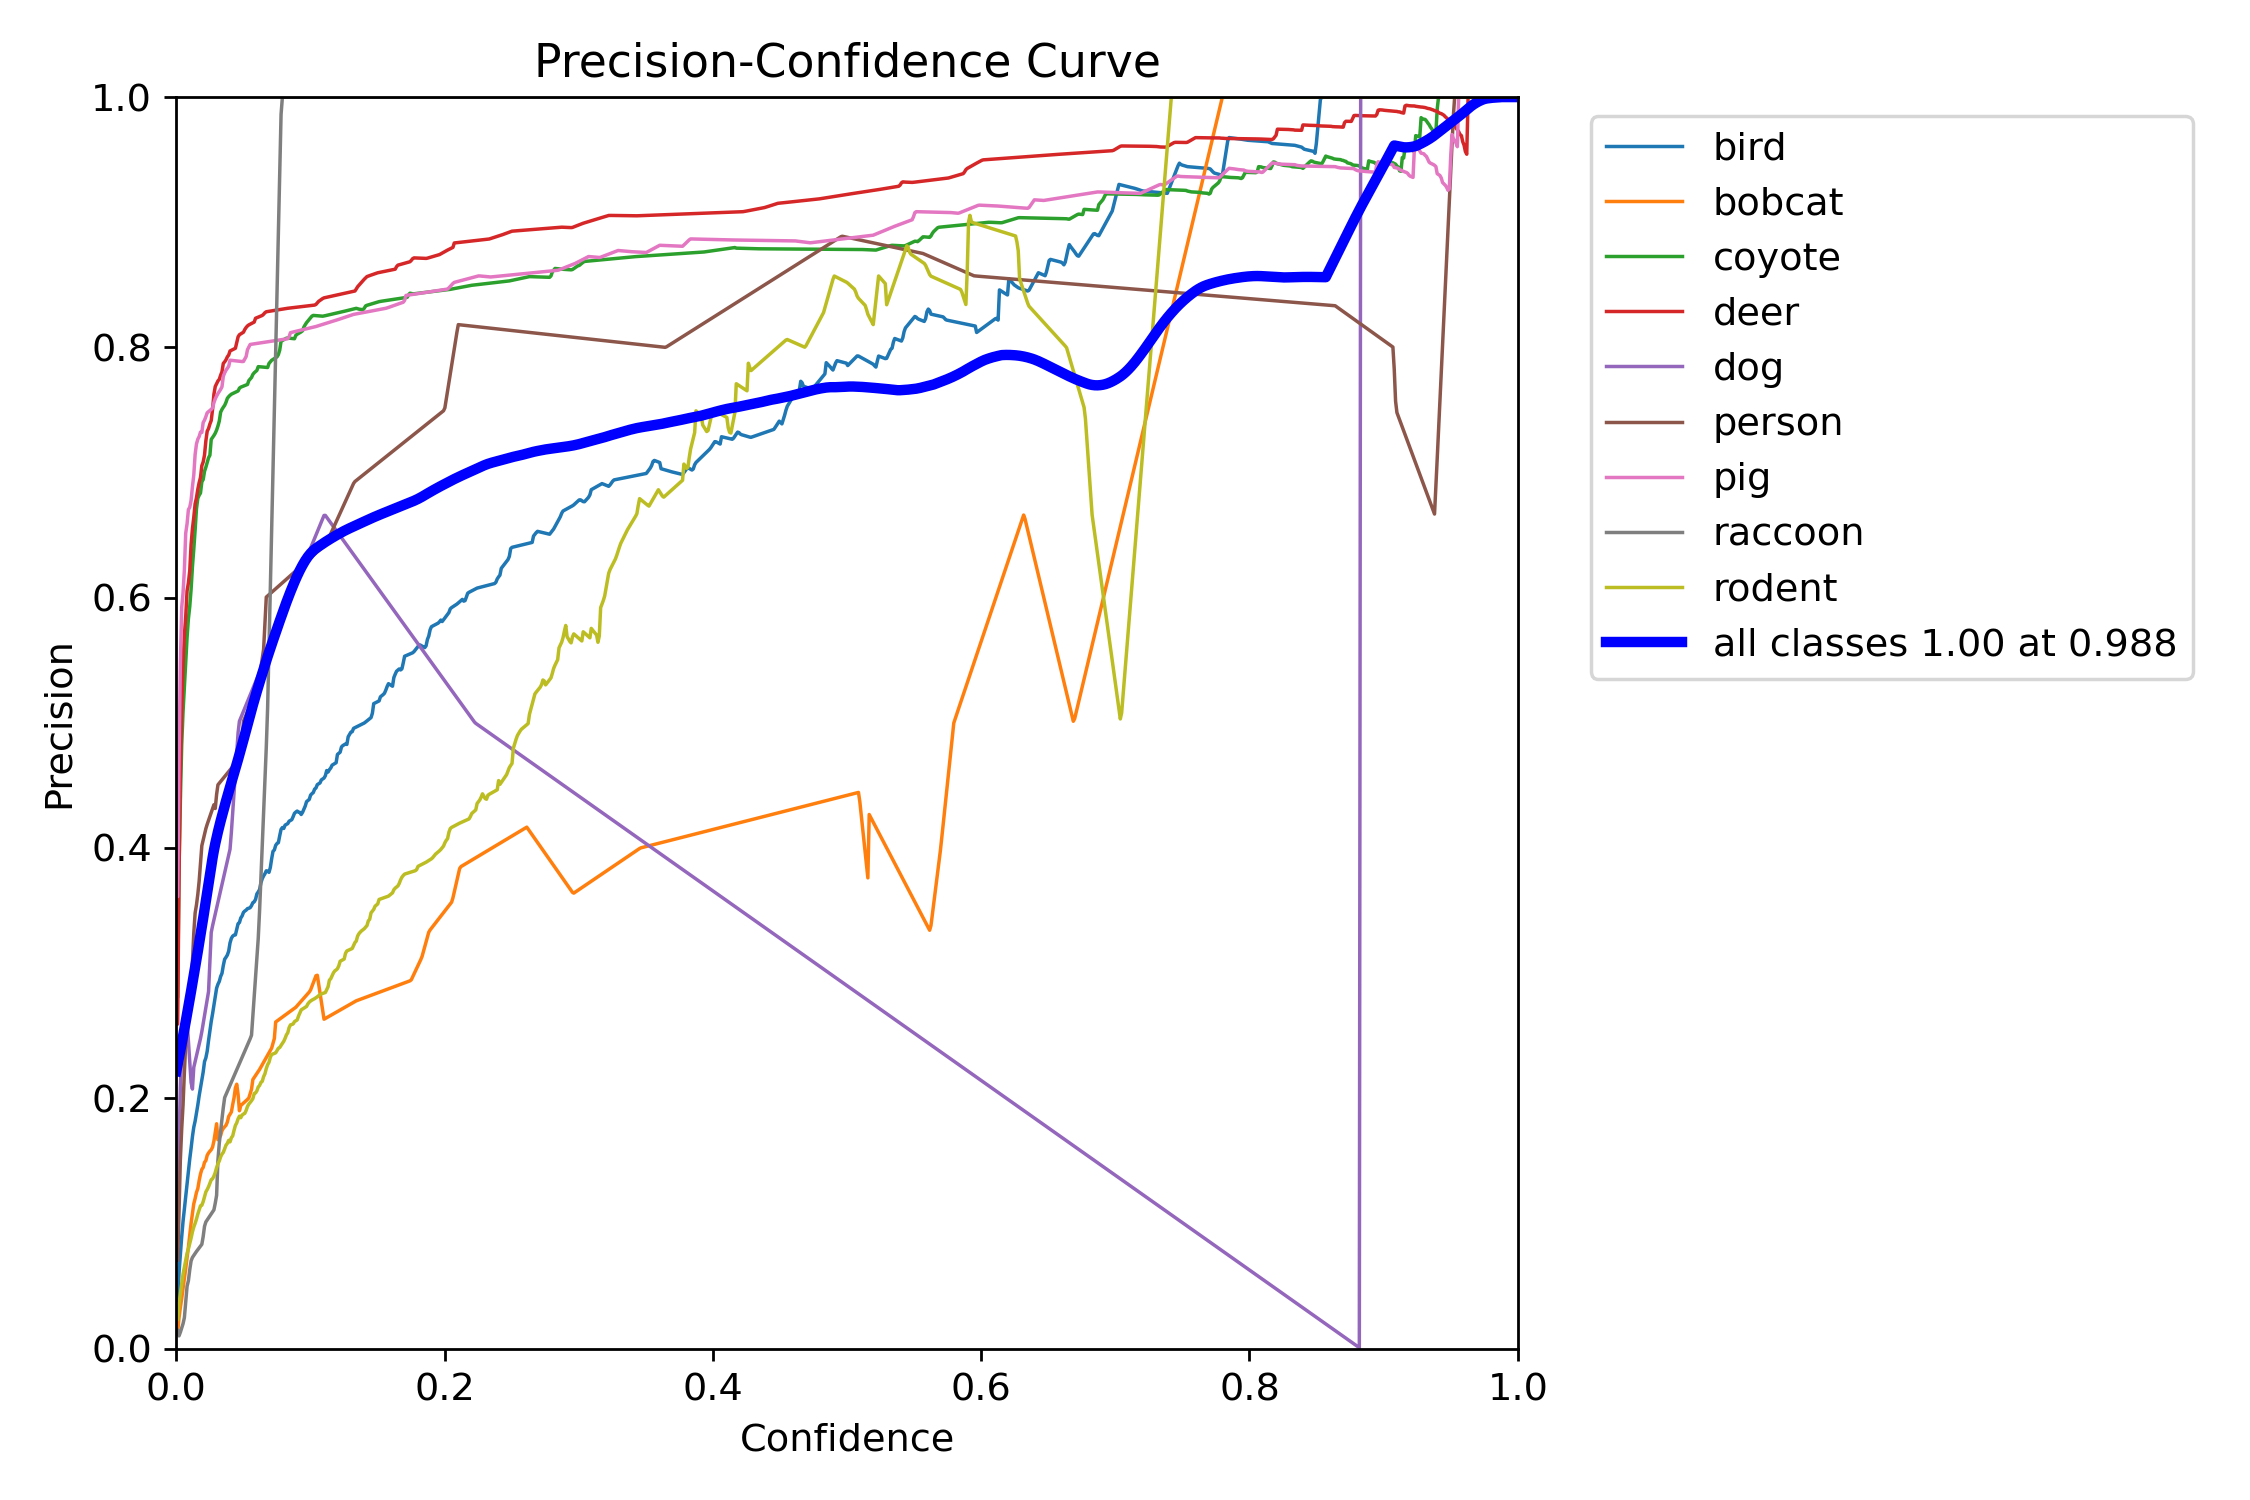 Precision-Confidence Curve
1.0
0.8
0.6
0.4
0.2
0.0
Precision
0.0 0.2 0.4 0.6 0.8 1.0
Confidence
bird
bobcat
coyote
deer
dog
person
pig
raccoon
rodent
all classes 1.00 at 0.988